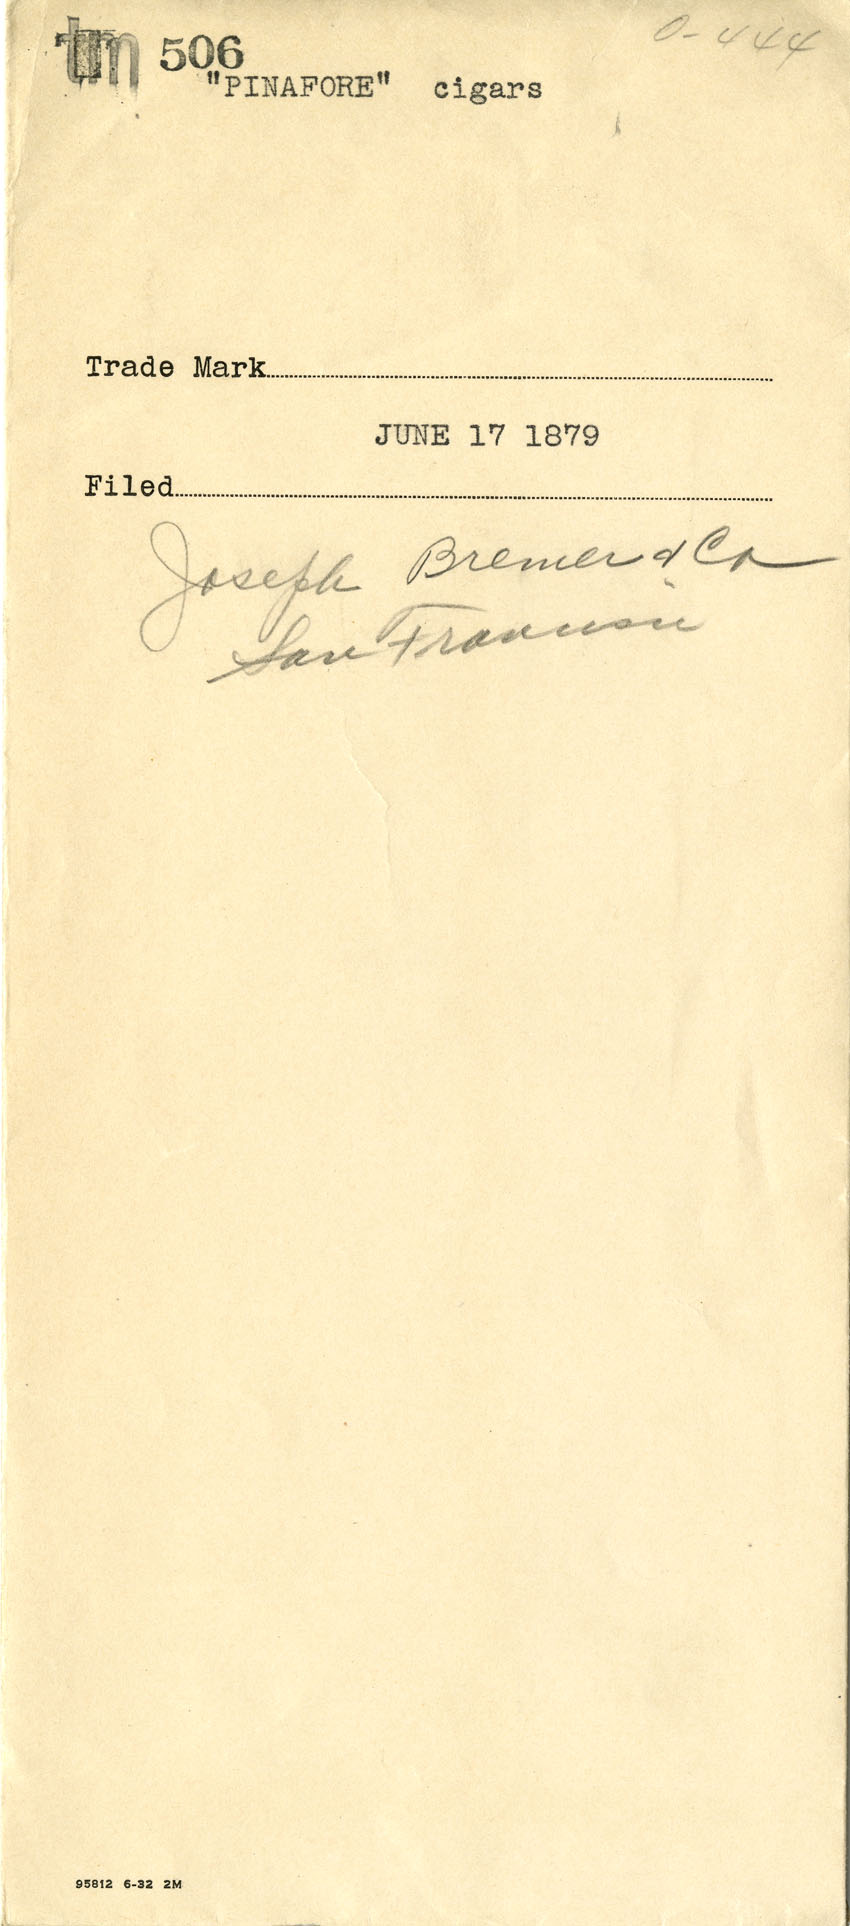 O-444
tm 506
"PINAFORE" cigars
Trade Mark
JUNE 17 1879
Filed
Joseph Bremer & Co
San Francisco
95812 6-32 2M